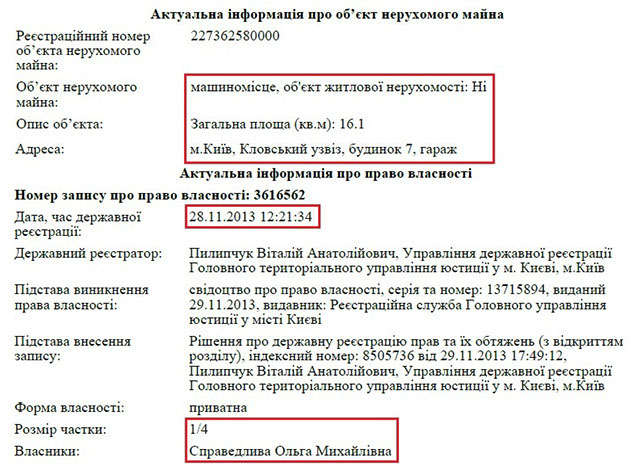 Актуальна інформація про об’єкт нерухомого майна
Реєстраційний номер 227362580000
об’єкта нерухомого
майна:
Об’єкт нерухомого машиномісце, об'єкт житлової нерухомості: Ні
майна:
Опис об’єкта: Загальна площа (кв.м): 16.1
Адреса: м.Київ, Кловський узвіз, будинок 7, гараж
Актуальна інформація про право власності
Номер запису про право власності: 3616562
Дата, час державної 28.11.2013 12:21:34
реєстрації:
Державний реєстратор: Пилипчук Віталій Анатолійович, Управління державної реєстрації
Головного територіального управління юстиції у м. Києві, м.Київ
Підстава виникнення свідоцтво про право власності, серія та номер: 13715894, виданий
права власності: 29.11.2013, видавник: Реєстраційна служба Головного управління
юстиції у місті Києві
Підстава внесення Рішення про державну реєстрацію прав та їх обтяжень (з відкриттям
запису: розділу), індексний номер: 8505736 від 29.11.2013 17:49:12,
Пилипчук Віталій Анатолійович, Управління державної реєстрації
Головного територіального управління юстиції у м. Києві, м.Київ
Форма власності: приватна
Розмір частки: 1/4
Власники: Справедлива Ольга Михайлівна